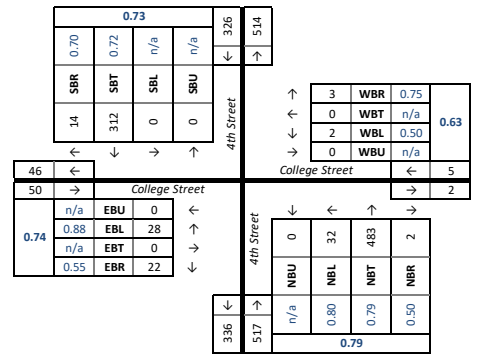 0.73
0.70 0.72 n/a n/a
SBR SBT SBL SBU
14 312 0 0
← ↓ → ↑
326 514
↓ ↑
4th Street
↑ 3 WBR 0.75
← 0 WBT n/a
↓ 2 WBL 0.50
→ 0 WBU n/a
0.63
46 ←
College Street
← 5
50 →
College Street
→ 2
0.74
n/a EBU 0 ←
0.88 EBL 28 ↑
n/a EBT 0 →
0.55 EBR 22 ↓
4th Street
↓ ← ↑ →
0 32 483 2
NBU NBL NBT NBR
n/a 0.80 0.79 0.50
0.79
↓ ↑
336 517